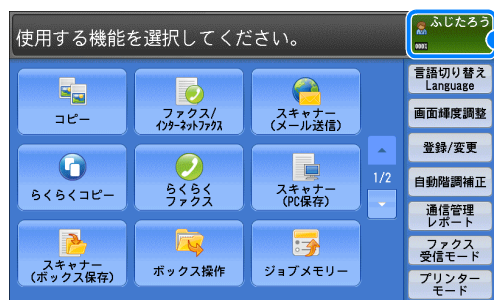 使用する機能を選択してください。
ふじたろう
0001
コピー
ファクス/
インターネットファクス
スキャナー
(メール送信)
らくらくコピー
らくらく
ファクス
スキャナー
(PC保存)
スキャナー
(ボックス保存)
ボックス操作
ジョブメモリー
1/2
言語切り替え
Language
画面輝度調整
登録/変更
自動階調補正
通信管理
レポート
ファクス
受信モード
プリンター
モード